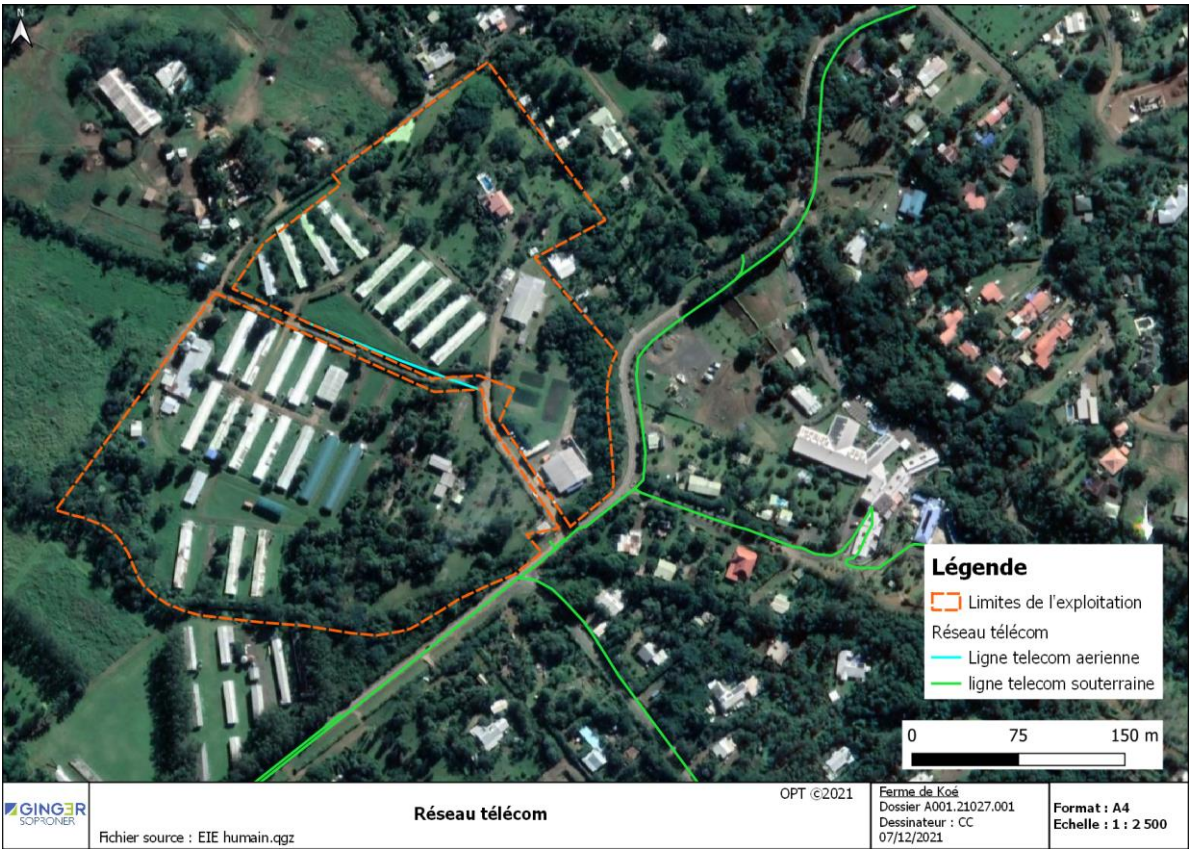 N
Légende
Limites de l'exploitation
Réseau télécom
Ligne telecom aerienne
ligne telecom souterraine
0 75 150 m
GINGER
SOPRONER
Fichier source : EIE humain.qgz
Réseau télécom
OPT ©2021
Ferme de Koé
Dossier A001.21027.001
Dessinateur : CC
07/12/2021
Format : A4
Echelle : 1 : 2 500